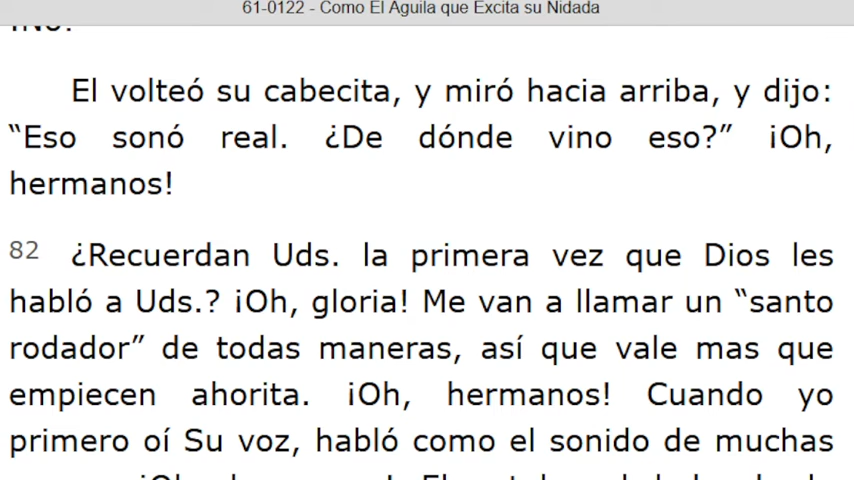 61-0122 - Como El Aguila que Excita su Nidada
El volteó su cabecita, y miró hacia arriba, y dijo:
“Eso sonó real. ¿De dónde vino eso?” ¡Oh,
hermanos!
82 ¿Recuerdan Uds. la primera vez que Dios les
habló a Uds.? ¡Oh, gloria! Me van a llamar un “santo
rodador” de todas maneras, así que vale mas que
empiecen ahorita. ¡Oh, hermanos! Cuando yo
primero oí Su voz, habló como el sonido de muchas